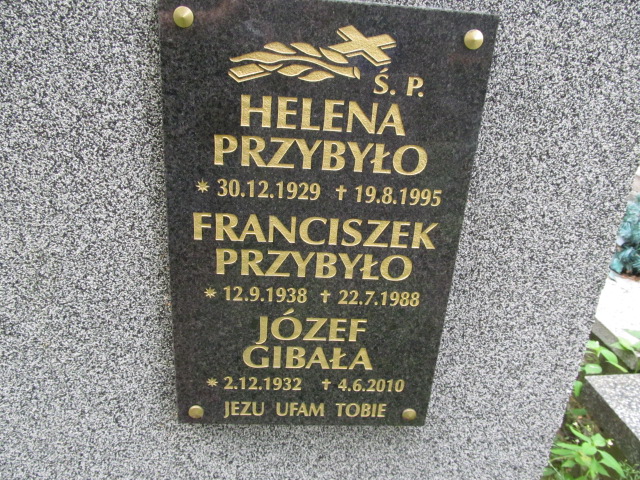 Ś. P.
HELENA
PRZYBYŁO
* 30.12.1929 † 19.8.1995
FRANCISZEK
PRZYBYŁO
* 12.9.1938 † 22.7.1988
JÓZEF
GIBAŁA
* 2.12.1932 † 4.6.2010
JEZU UFAM TOBIE